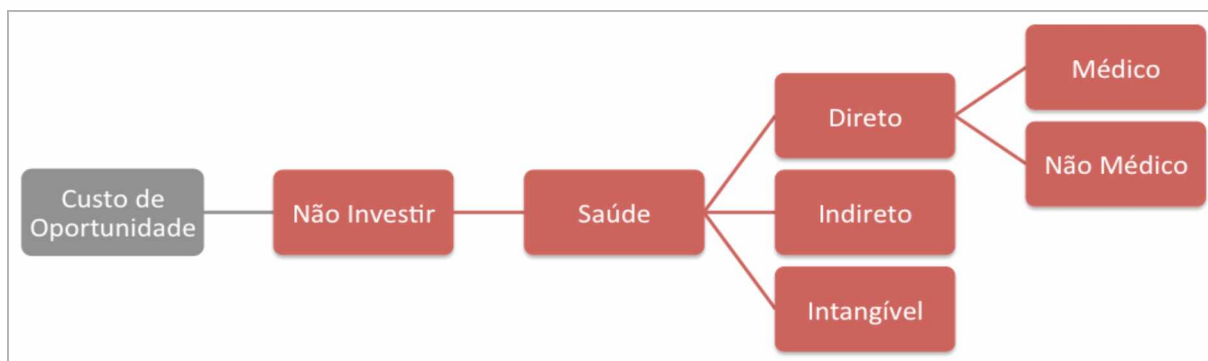 Custo de
Oportunidade
Não Investir
Saúde
Direto
Indireto
Intangível
Médico
Não Médico